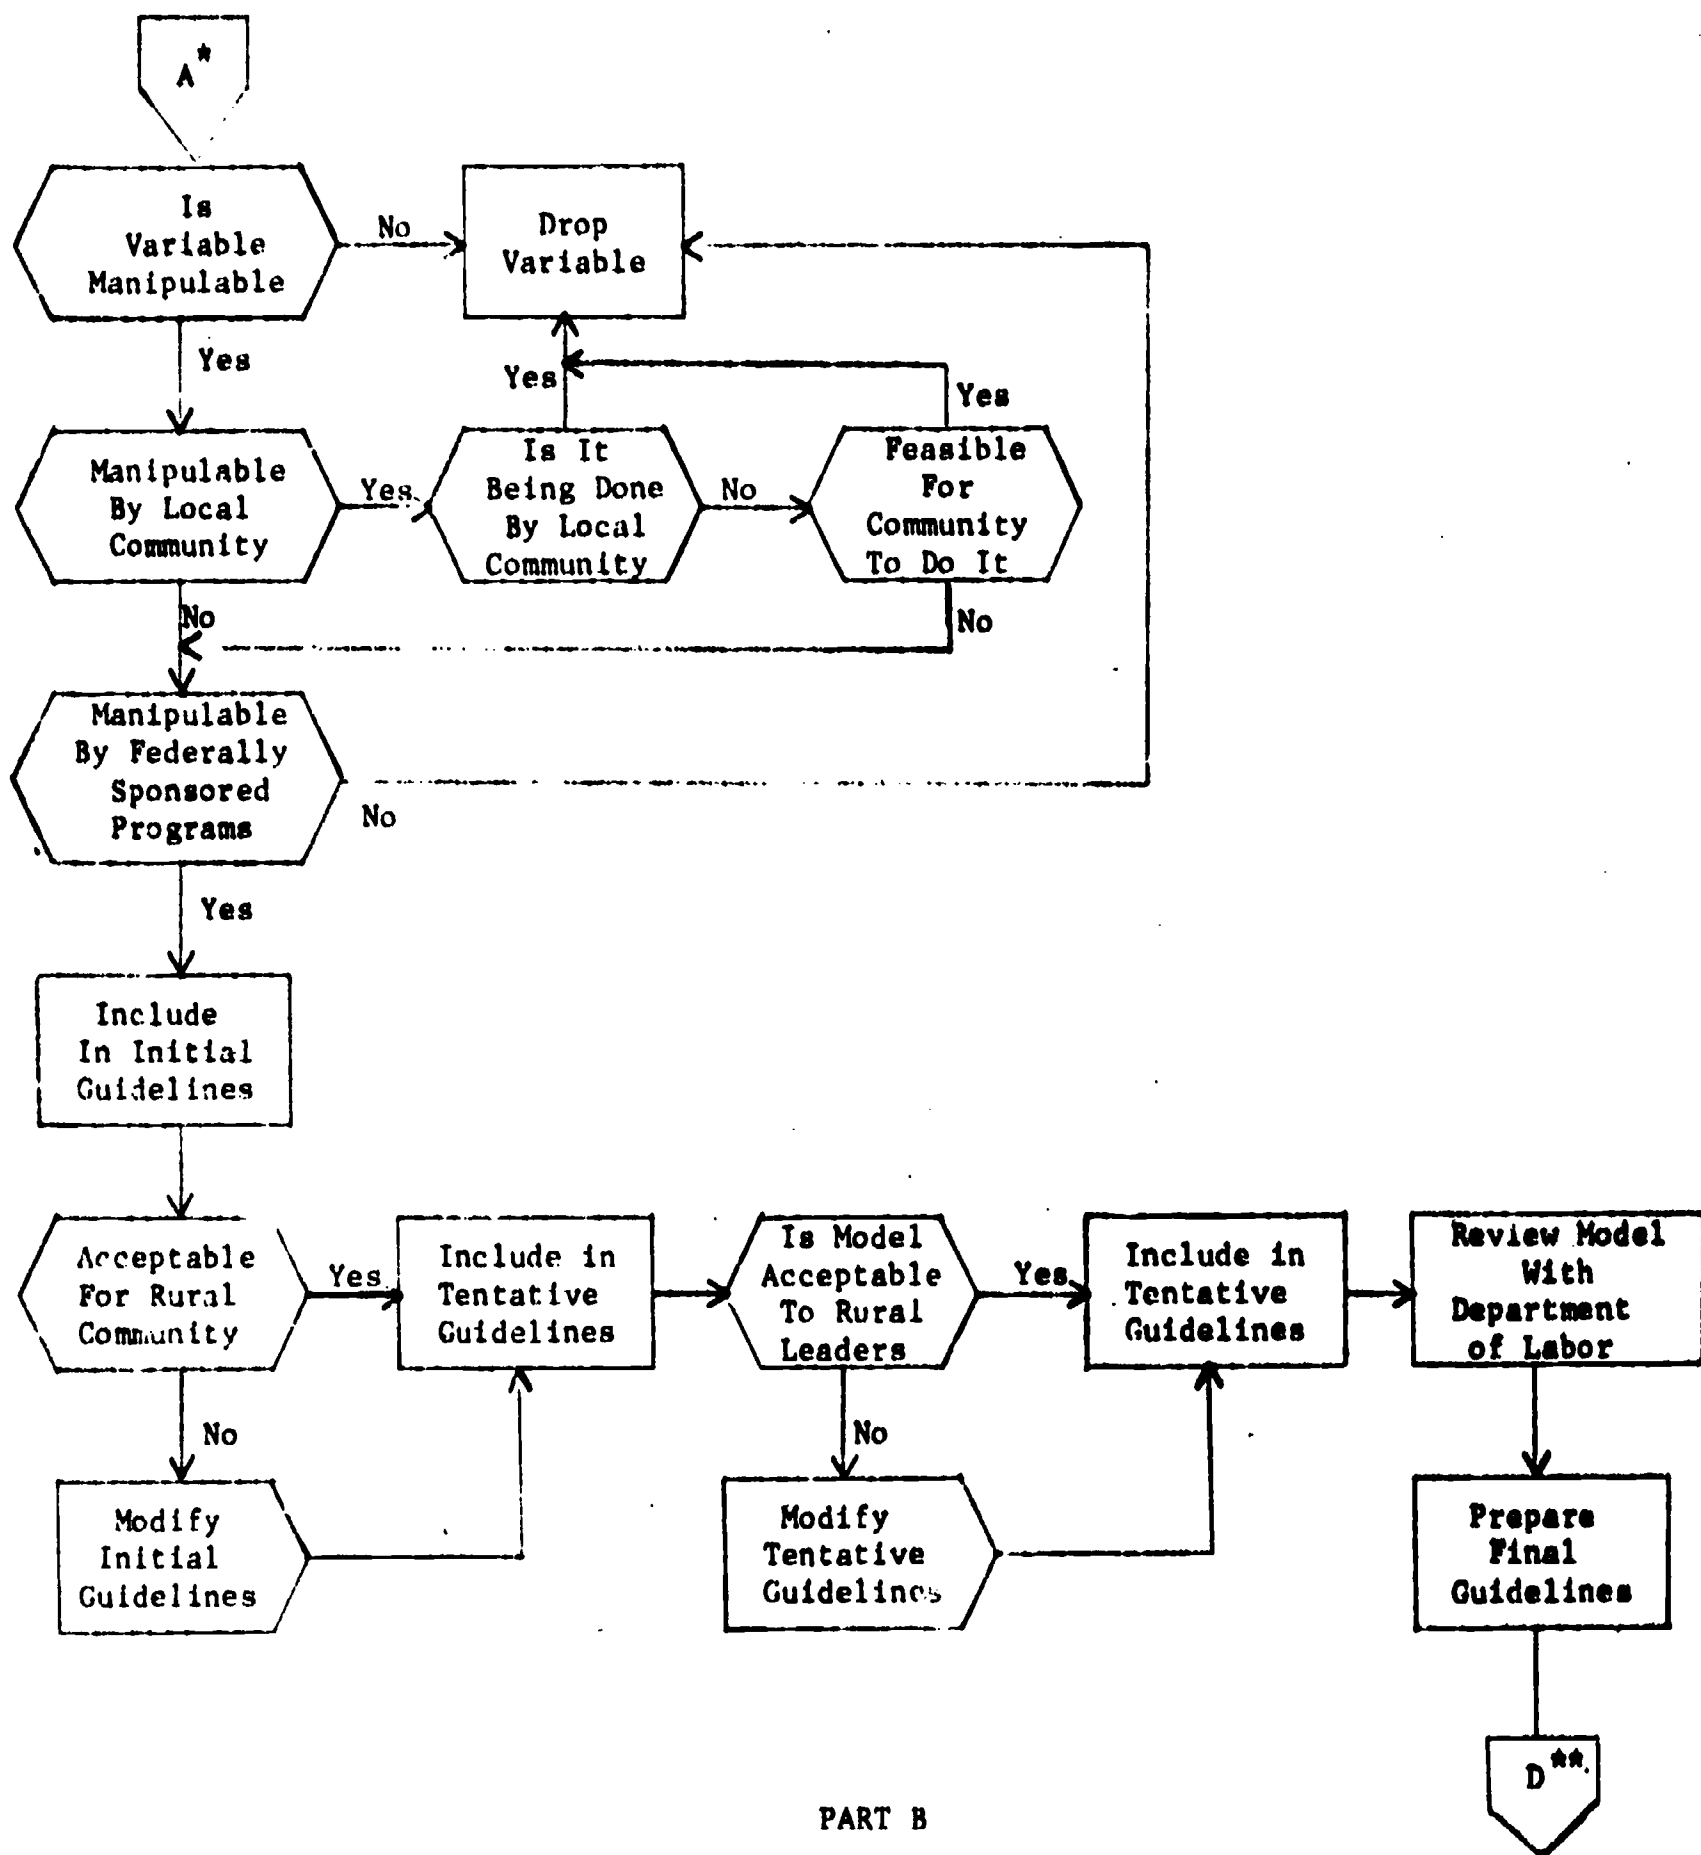 A*
Is
Variable
Manipulable
No
Drop
Variable
Yes
Yes
Yes
Manipulable
By Local
Community
Yes
Is It
Being Done
By Local
Community
No
Feasible
For
Community
To Do It
No
No
Manipulable
By Federally
Sponsored
Programs
No
Yes
Include
In Initial
Guidelines
Acceptable
For Rural
Community
Yes
Include in
Tentative
Guidelines
Is Model
Acceptable
To Rural
Leaders
Yes
Include in
Tentative
Guidelines
Review Model
With
Department
of Labor
No
No
Modify
Initial
Guidelines
Modify
Tentative
Guidelines
Prepare
Final
Guidelines
D**
PART B